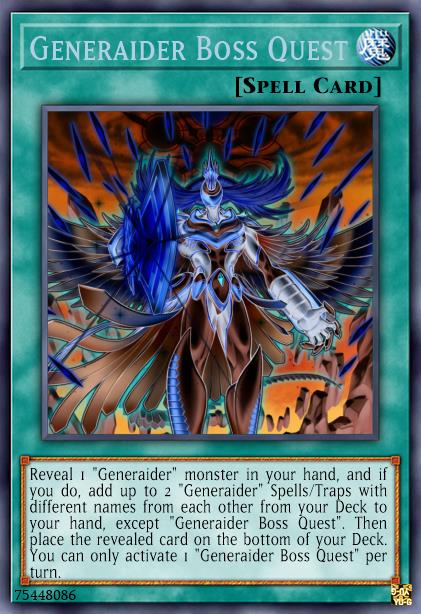 Generaider Boss Quest
魔
[Spell Card]
Reveal 1 "Generaider" monster in your hand, and if
you do, add up to 2 "Generaider" Spells/Traps with
different names from each other from your Deck to
your hand, except "Generaider Boss Quest". Then
place the revealed card on the bottom of your Deck.
You can only activate 1 "Generaider Boss Quest" per
turn.
75448086